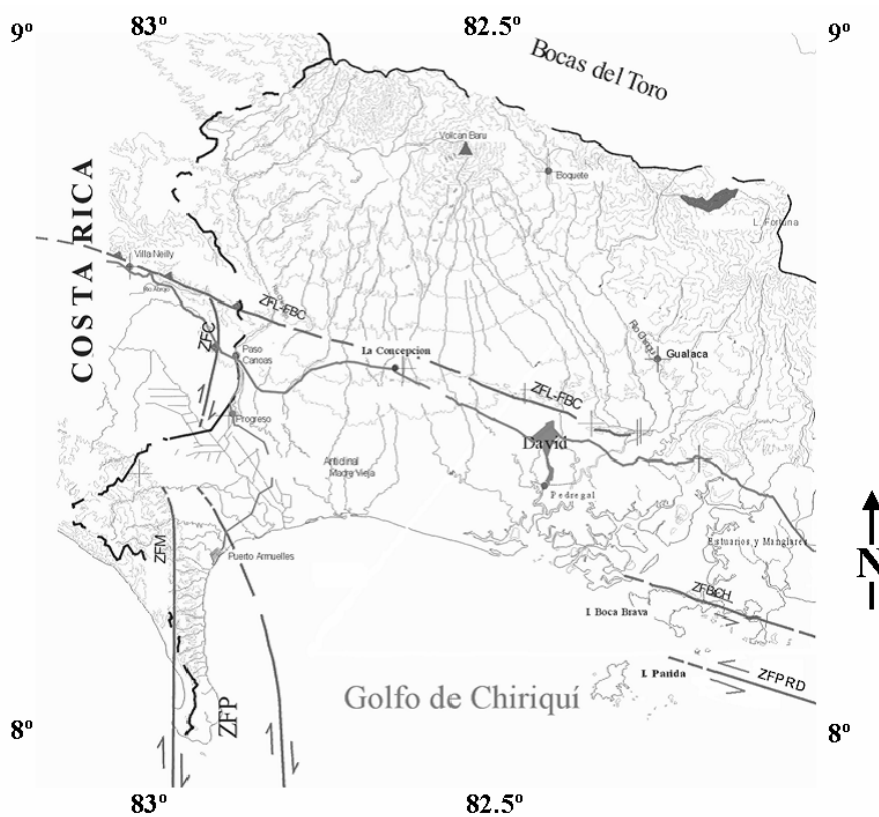 83º
82.5º
9º
9º
Bocas del Toro
Volcan Baru
Boquete
L. Fortuna
COSTA RICA
Villa Neilly
ZFL-FBC
ZFC
Paso
Canoas
La Concepcion
Rio Chiriqui
Gualaca
ZFL-FBC
Progreso
David
Anticlinal
Madre Vieja
Pedregal
ZFM
Puerto Armuelles
Estuarios y Manglares
N
ZFBCH
I. Boca Brava
I. Parida
ZFPRD
Golfo de Chiriquí
ZFP
8º
8º
83º
82.5º